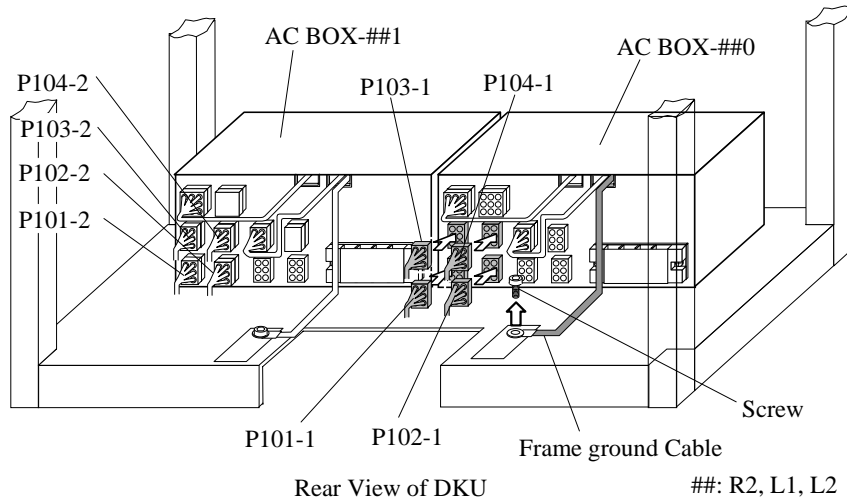 AC BOX-##1
AC BOX-##0
P104-2
P103-1
P104-1
P103-2
P102-2
P101-2
Screw
P101-1
P102-1
Frame ground Cable
Rear View of DKU
##: R2, L1, L2